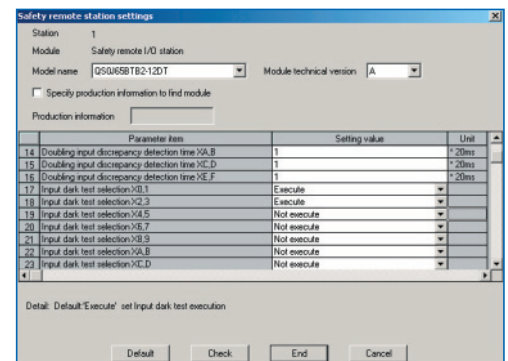 Safety remote station settings
Station 1
Module Safety remote I/O station
Model name QS0J65BTB2-12DT Module technical version A
Specify production information to find module
Production information
Parameter item Setting value Unit
14 Doubling input discrepancy detection time XA,B 1 * 20ms
15 Doubling input discrepancy detection time XC,D 1 * 20ms
16 Doubling input discrepancy detection time XE,F 1 * 20ms
17 Input dark test selection X0,1 Execute
18 Input dark test selection X2,3 Execute
19 Input dark test selection X4,5 Not execute
20 Input dark test selection X6,7 Not execute
21 Input dark test selection X8,9 Not execute
22 Input dark test selection XA,B Not execute
23 Input dark test selection XC,D Not execute
Detail: Default:'Execute' set Input dark test execution
Default Check End Cancel